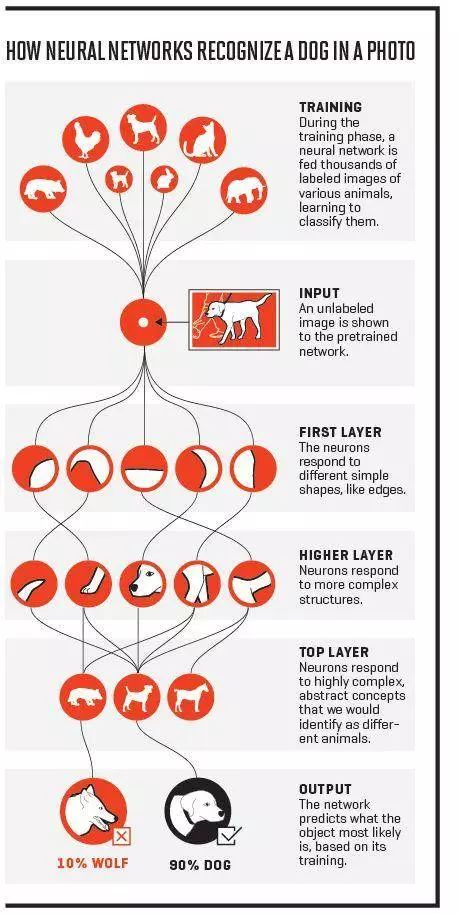 HOW NEURAL NETWORKS RECOGNIZE A DOG IN A PHOTO
TRAINING
During the
training phase, a
neural network is
fed thousands of
labeled images of
various animals,
learning to
classify them.
INPUT
An unlabeled
image is shown
to the pretrained
network.
FIRST LAYER
The neurons
respond to
different simple
shapes, like edges.
HIGHER LAYER
Neurons respond
to more complex
structures.
TOP LAYER
Neurons respond
to highly complex,
abstract concepts
that we would
identify as differ-
ent animals.
OUTPUT
The network
predicts what the
object most likely
is, based on its
training.
10% WOLF
90% DOG